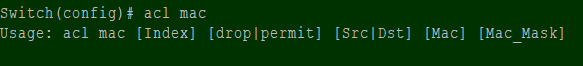 Switch(config)# acl mac
Usage: acl mac [Index] [drop|permit] [Src|Dst] [Mac] [Mac_Mask]